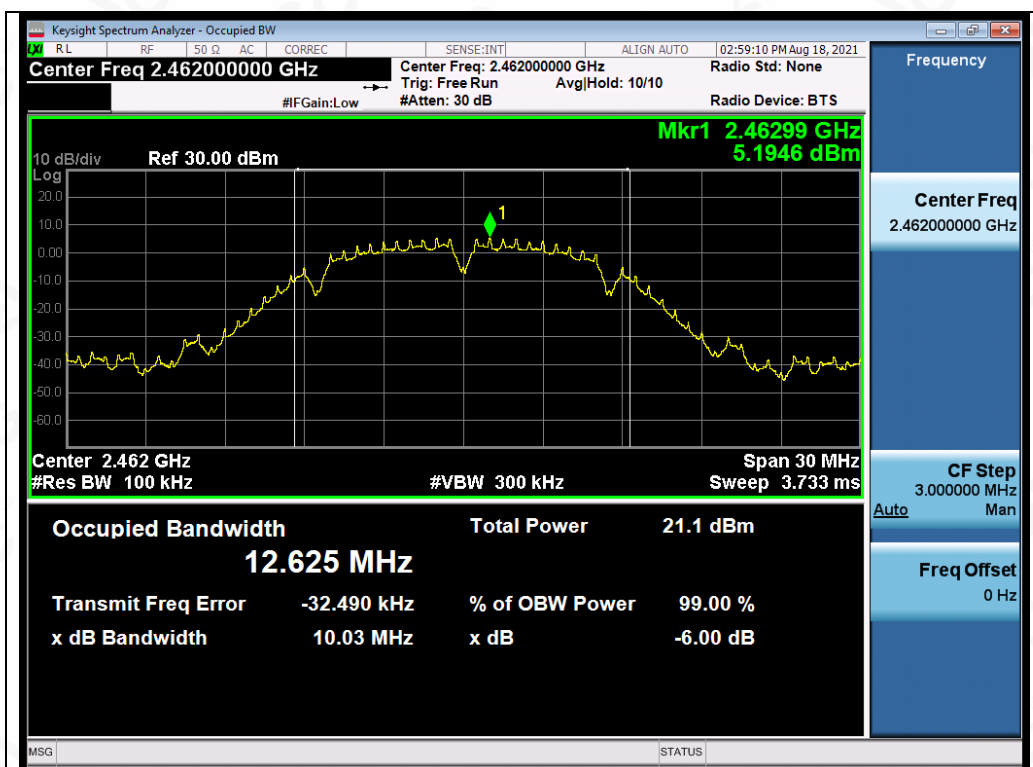 Keysight Spectrum Analyzer - Occupied BW
LXI RL RF 50 Ω AC CORREC SENSE:INT ALIGN AUTO 02:59:10 PM Aug 18, 2021
Center Freq 2.462000000 GHz
Center Freq: 2.462000000 GHz
Radio Std: None
Trig: Free Run Avg|Hold: 10/10
#IFGain:Low
#Atten: 30 dB
Radio Device: BTS
Mkr1 2.46299 GHz
5.1946 dBm
10 dB/div Ref 30.00 dBm
Log
20.0
10.0
0.00
-10.0
-20.0
-30.0
-40.0
-50.0
-60.0
1
Center 2.462 GHz
Span 30 MHz
#Res BW 100 kHz
#VBW 300 kHz
Sweep 3.733 ms
Occupied Bandwidth
12.625 MHz
Total Power 21.1 dBm
Transmit Freq Error -32.490 kHz
% of OBW Power 99.00 %
x dB Bandwidth 10.03 MHz
x dB -6.00 dB
Frequency
Center Freq
2.462000000 GHz
CF Step
3.000000 MHz
Auto Man
Freq Offset
0 Hz
MSG
STATUS